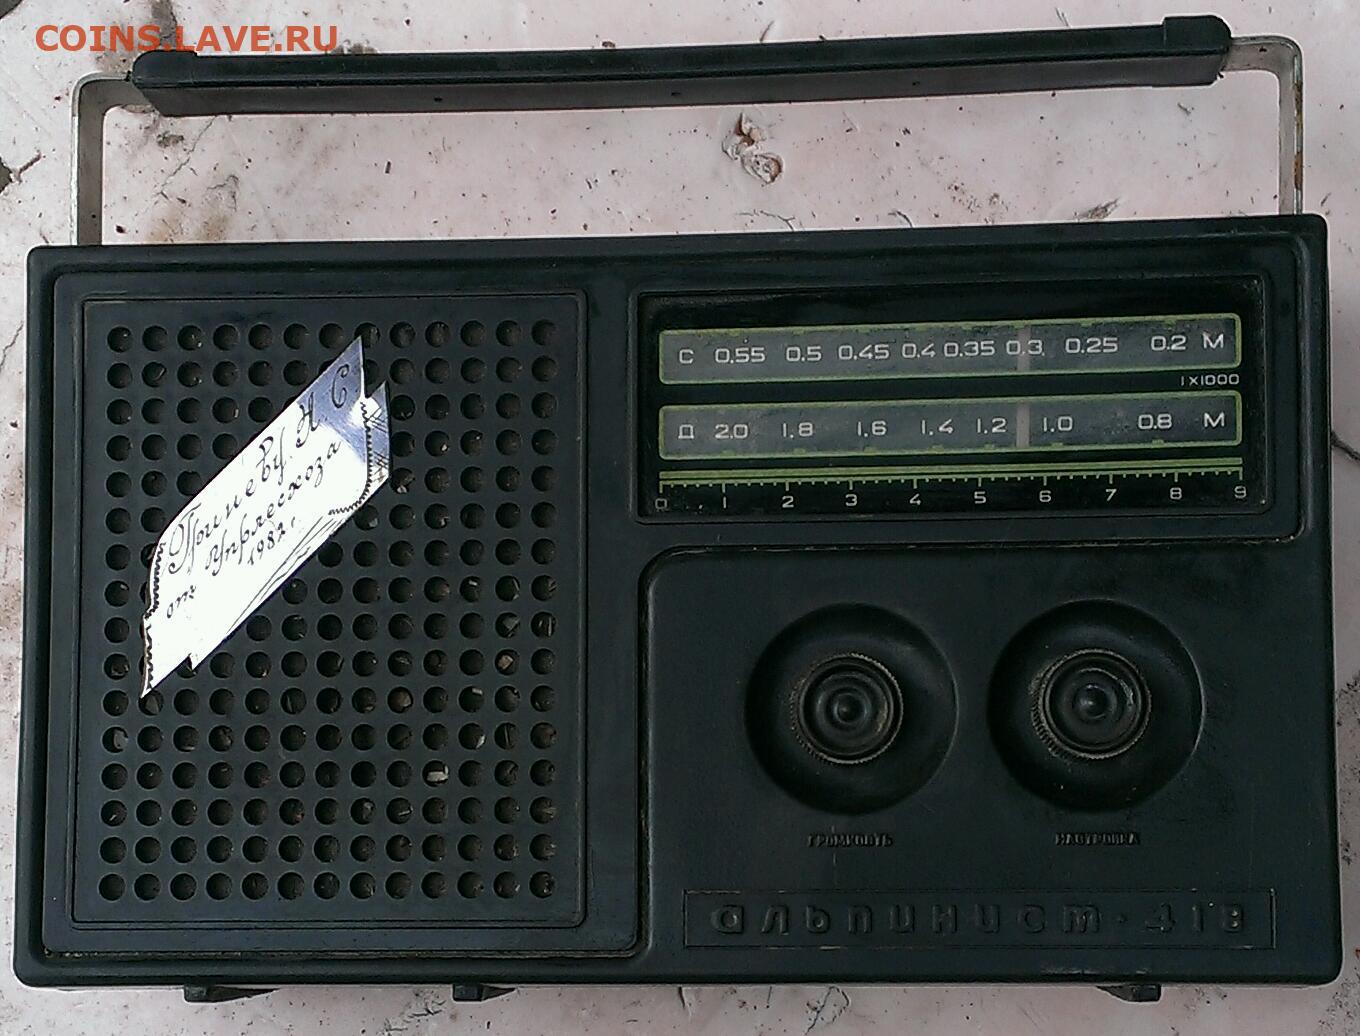 COINS.LAVE.RU
С 0,55 0,5 0,45 0,4 0,35 0,3 0,25 0,2 М
1X1000
Д 2.0 1.8 1.6 1.4 1.2 1.0 0.8 М
0 1 2 3 4 5 6 7 8 9
от Упрлесхоза
1982 г.
ГРОМКОСТЬ
НАСТРОЙКА
альпинист-418